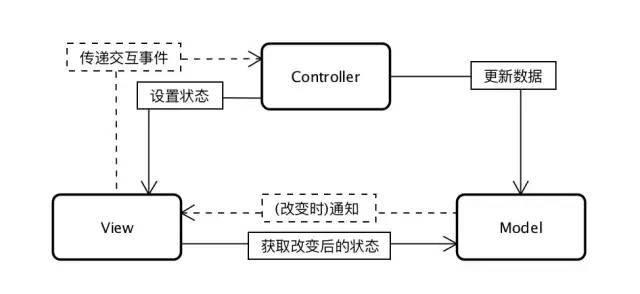 传递交互事件
Controller
更新数据
设置状态
(改变时)通知
View
Model
获取改变后的状态